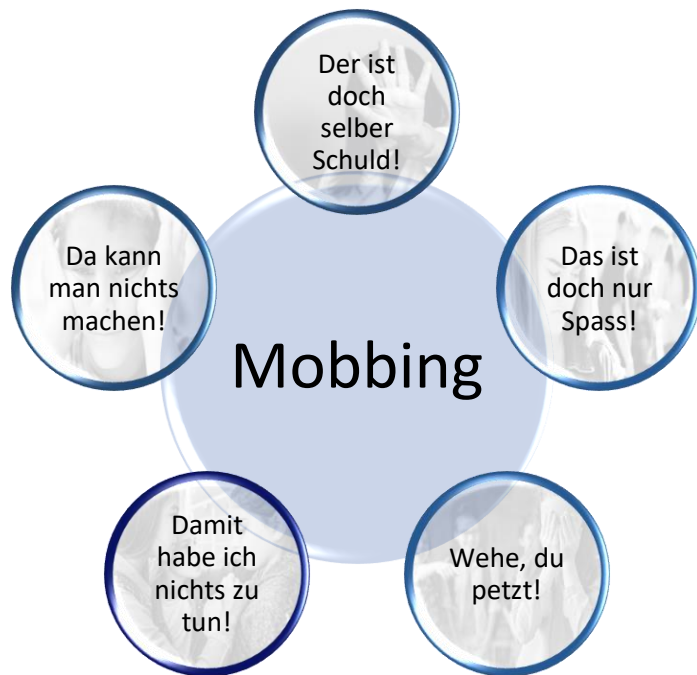 Der ist
doch
selber
Schuld!
Das ist
doch nur
Spass!
Wehe, du
petzt!
Damit
habe ich
nichts zu
tun!
Da kann
man nichts
machen!
Mobbing